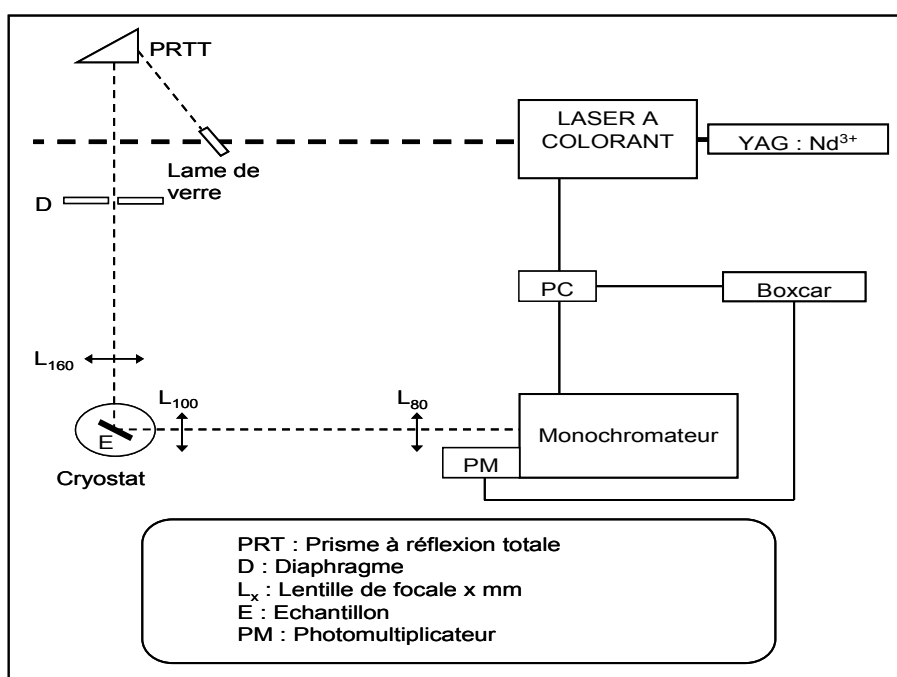 PRTT
LASER A
COLORANT
YAG : Nd³⁺
Lame de
verre
D
PC
Boxcar
L₁₆₀
L₁₀₀
L₈₀
E
Monochromateur
PM
Cryostat
PRT : Prisme à réflexion totale
D : Diaphragme
Lₓ : Lentille de focale x mm
E : Echantillon
PM : Photomultiplicateur